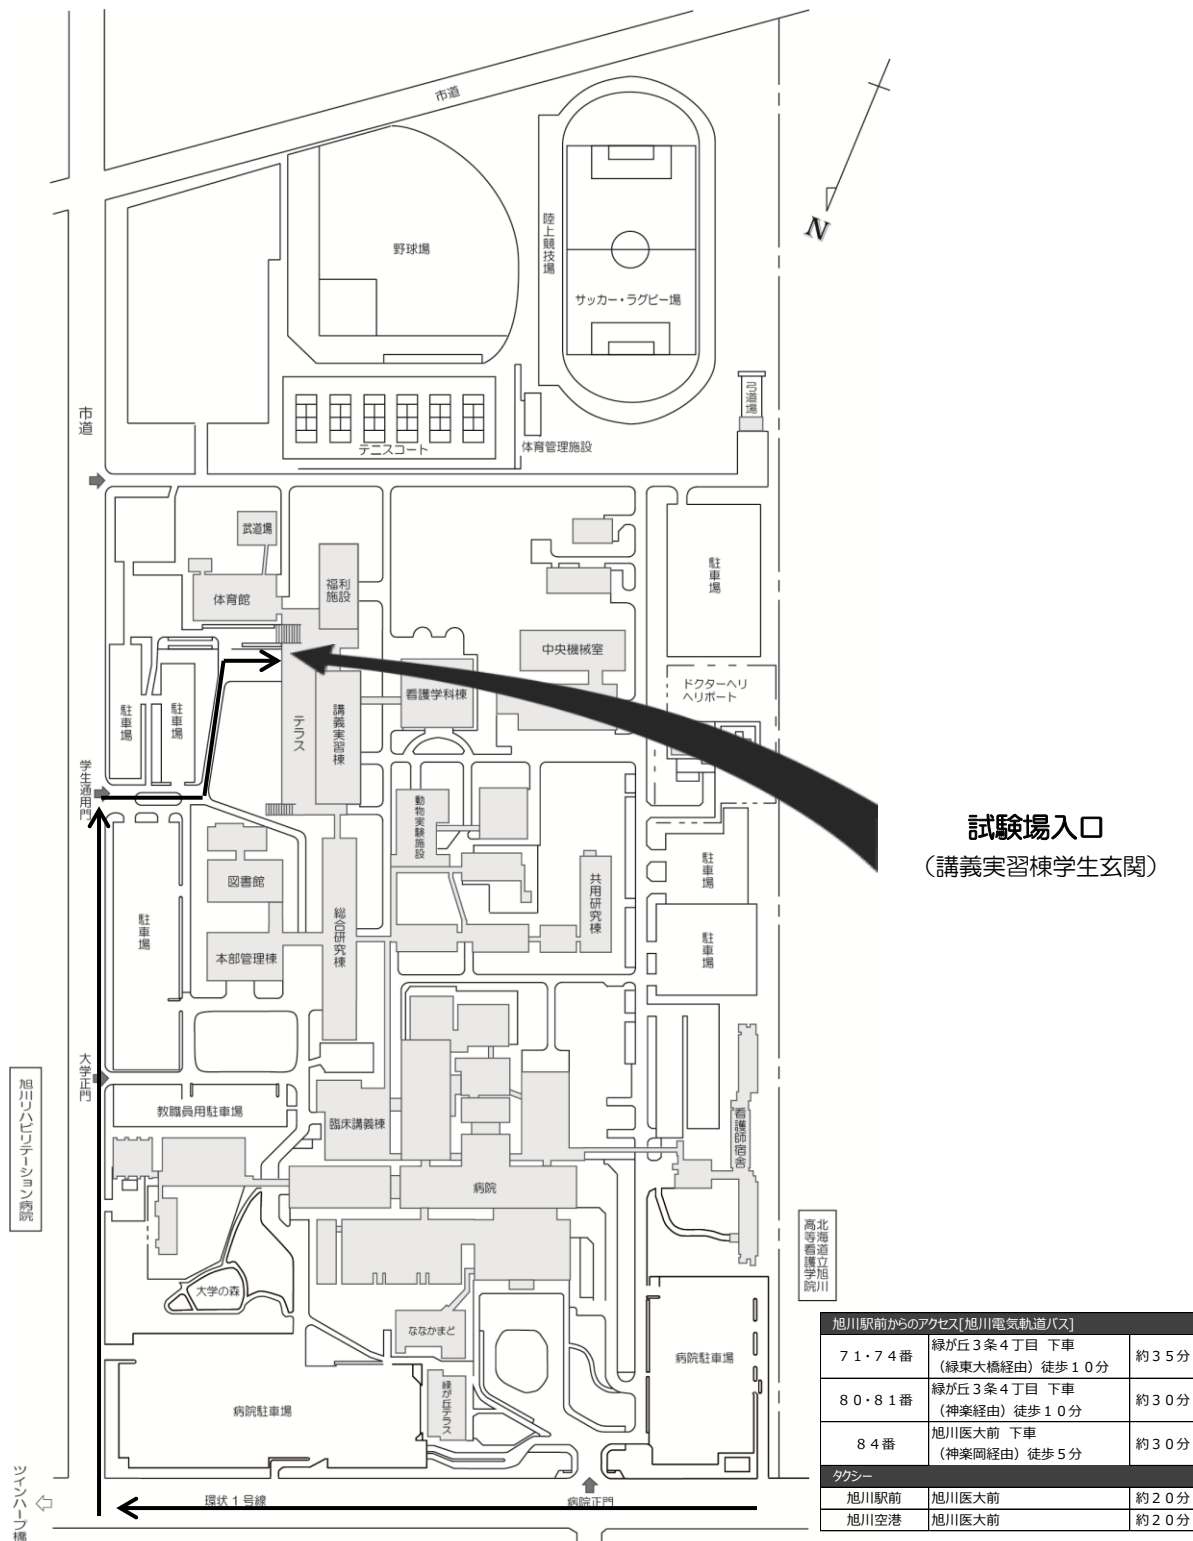 市道
野球場
陸上競技場
サッカー・ラグビー場
N
弓道場
市道
テニスコート
体育管理施設
武道場
福利
施設
体育館
駐車場
中央機械室
看護学科棟
ドクターヘリ
ヘリポート
駐車場
駐車場
テラス
講義実習棟
学生通用門
動物実験施設
試験場入口
(講義実習棟学生玄関)
図書館
共用研究棟
駐車場
駐車場
総合研究棟
駐車場
本部管理棟
大学正門
旭川リハビリテーション病院
教職員用駐車場
臨床講義棟
看護師宿舎
病院
北海道立旭川
高等看護学院
大学の森
ななかまど
病院駐車場
緑が丘テラス
病院駐車場
ツインハープ橋
環状1号線
病院正門
旭川駅前からのアクセス[旭川電気軌道バス]
71・74番 緑が丘3条4丁目 下車 約35分
(緑東大橋経由)徒歩10分
80・81番 緑が丘3条4丁目 下車 約30分
(神楽経由)徒歩10分
84番 旭川医大前 下車 約30分
(神楽岡経由)徒歩5分
タクシー
旭川駅前 旭川医大前 約20分
旭川空港 旭川医大前 約20分